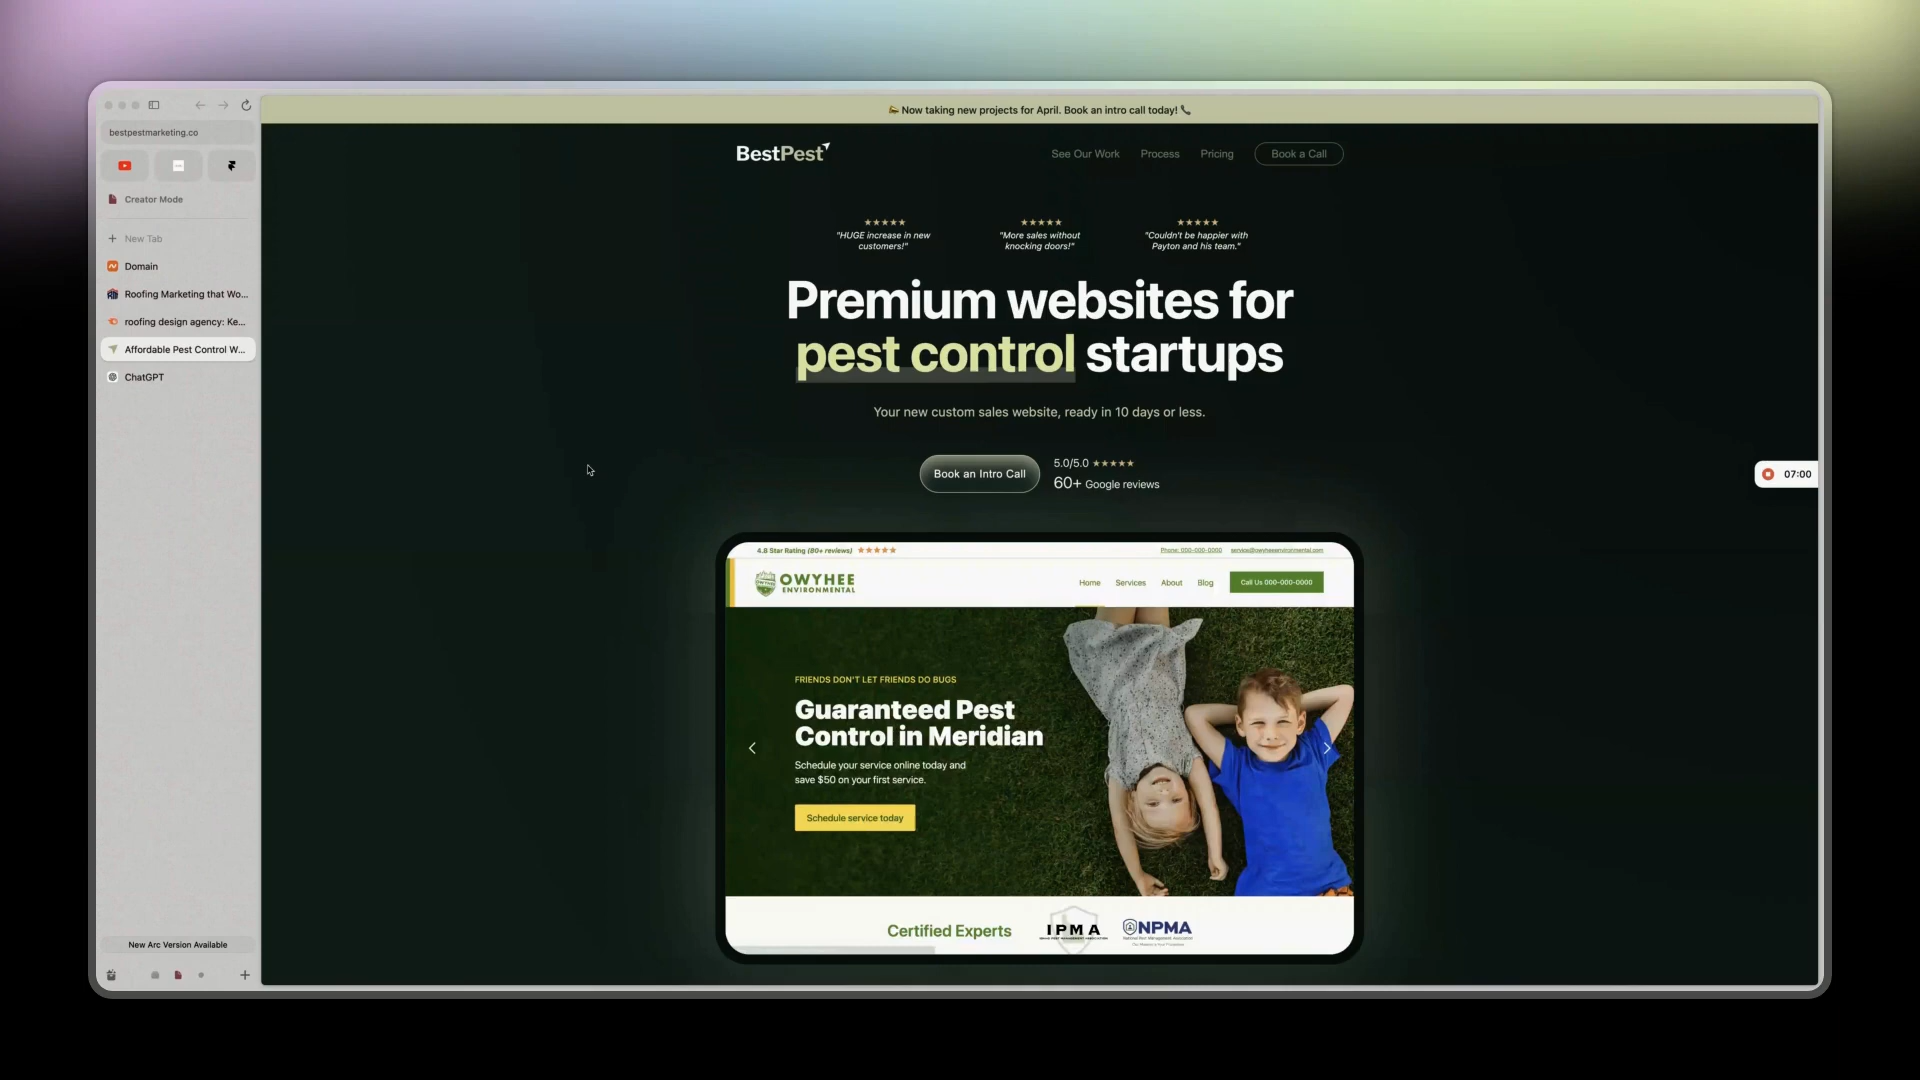 bestpestmarketing.co
Creator Mode
New Tab
Domain
Roofing Marketing that Wo...
roofing design agency: Ke...
Affordable Pest Control W...
ChatGPT
New Arc Version Available
Now taking new projects for April. Book an intro call today!
BestPest
See Our Work
Process
Pricing
Book a Call
"HUGE increase in new
customers!"
"More sales without
knocking doors!"
"Couldn't be happier with
Payton and his team."
Premium websites for
pest control startups
Your new custom sales website, ready in 10 days or less.
Book an Intro Call
5.0/5.0
60+ Google reviews
07:00
4.8 Star Rating (80+ reviews)
Phone: 000-000-0000
service@owyheeenvironmental.com
OWYHEE
ENVIRONMENTAL
Home
Services
About
Blog
Call Us 000-000-0000
FRIENDS DON'T LET FRIENDS DO BUGS
Guaranteed Pest
Control in Meridian
Schedule your service online today and
save $50 on your first service.
Schedule service today
Certified Experts
IPMA
NPMA